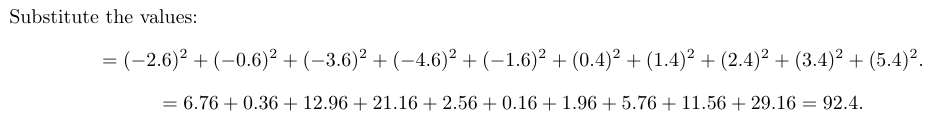 Substitute the values:
= (−2.6)² + (−0.6)² + (−3.6)² + (−4.6)² + (−1.6)² + (0.4)² + (1.4)² + (2.4)² + (3.4)² + (5.4)².
= 6.76 + 0.36 + 12.96 + 21.16 + 2.56 + 0.16 + 1.96 + 5.76 + 11.56 + 29.16 = 92.4.